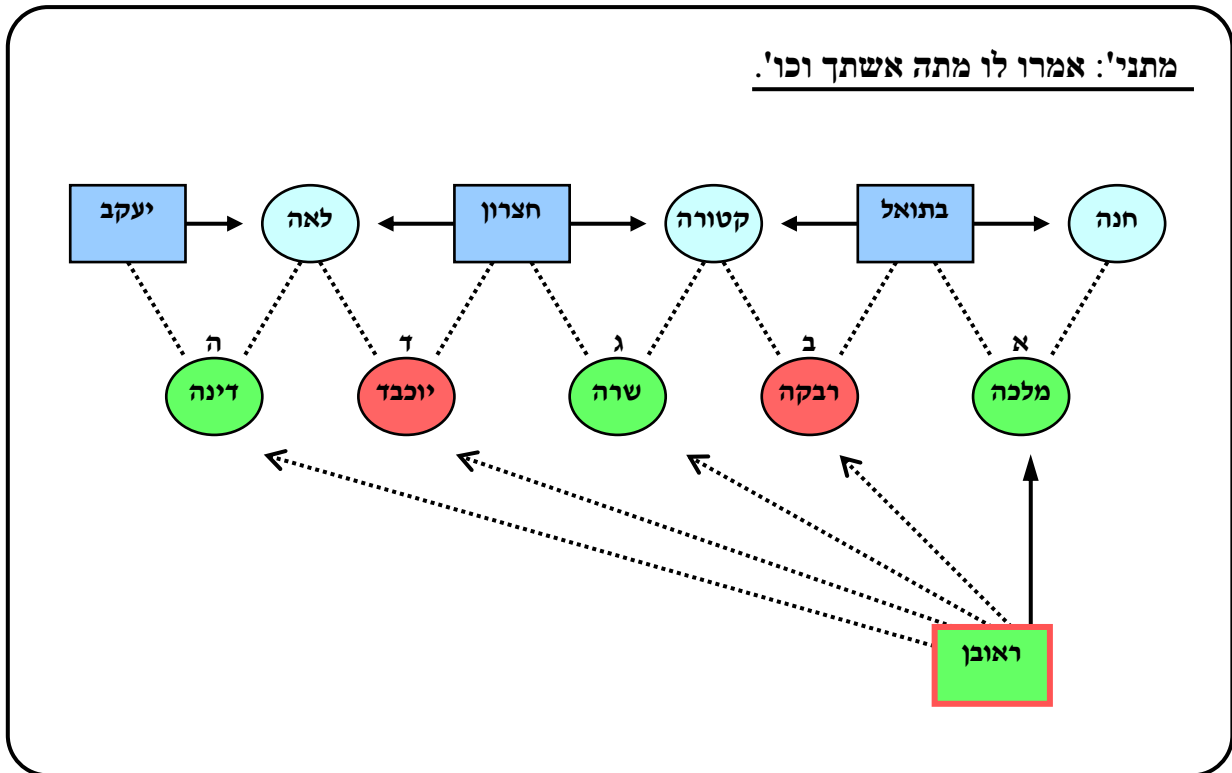 מתני': אמרו לו מתה אשתך וכו'.
חנה
בתואל
קטורה
חצרון
לאה
יעקב
א
ב
ג
ד
ה
מלכה
רבקה
שרה
יוכבד
דינה
ראובן